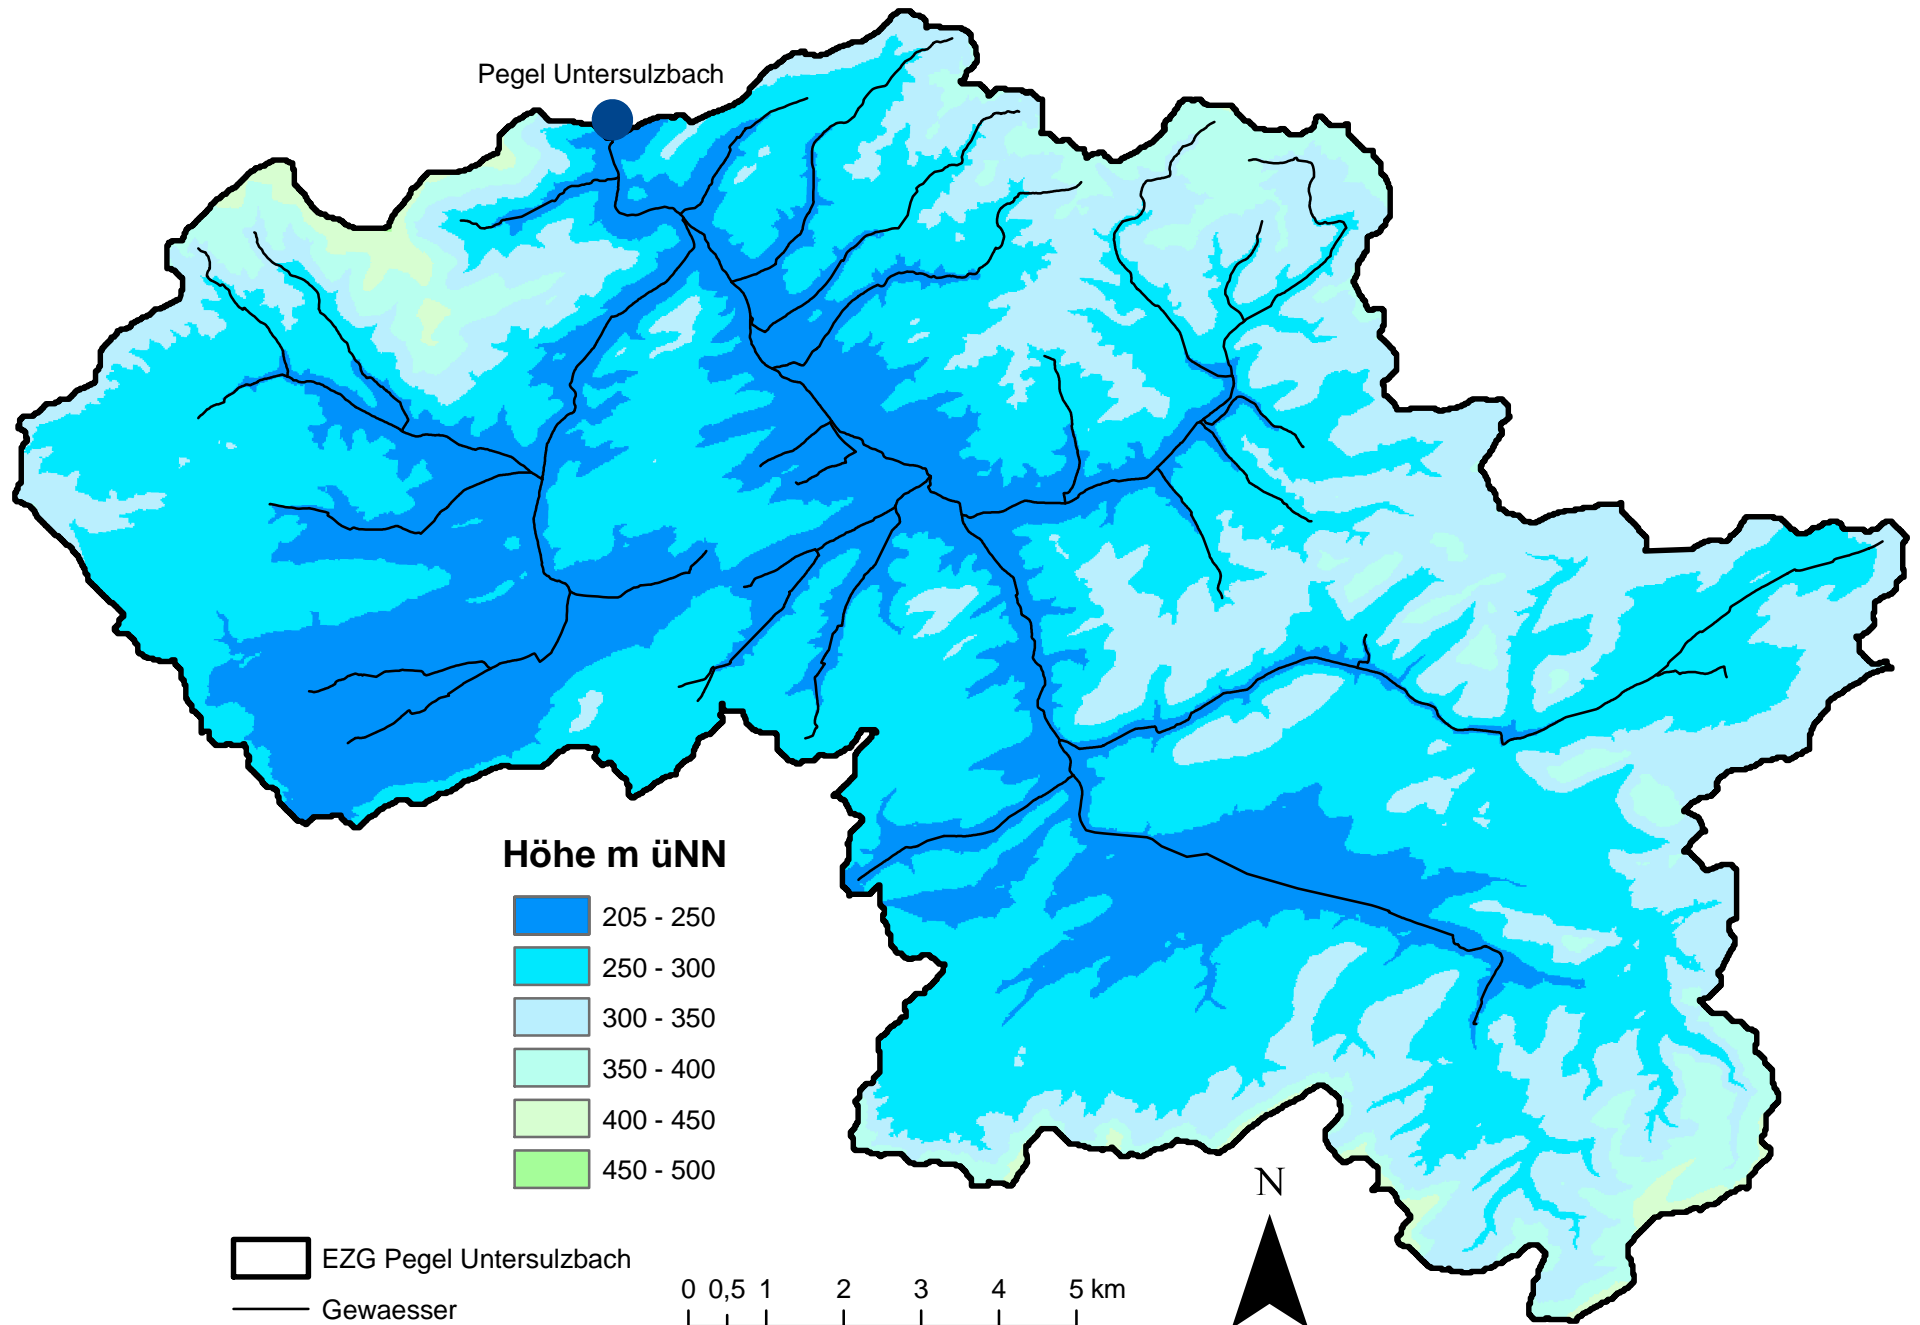 Pegel Untersulzbach
Höhe m üNN
205 - 250
250 - 300
300 - 350
350 - 400
400 - 450
450 - 500
N
EZG Pegel Untersulzbach
Gewaesser
0 0,5 1 2 3 4 5 km